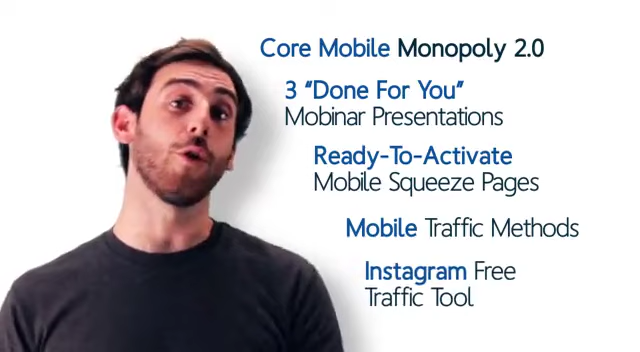 Core Mobile Monopoly 2.0
3 “Done For You”
Mobinar Presentations
Ready-To-Activate
Mobile Squeeze Pages
Mobile Traffic Methods
Instagram Free
Traffic Tool